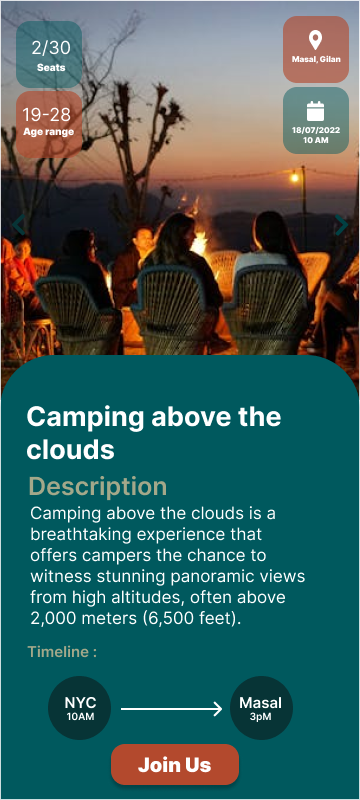 2/30
Seats
Masal, Gilan
19-28
Age range
18/07/2022
10 AM
Camping above the
clouds
Description
Camping above the clouds is a
breathtaking experience that
offers campers the chance to
witness stunning panoramic views
from high altitudes, often above
2,000 meters (6,500 feet).
Timeline :
NYC
10AM
Masal
3pM
Join Us